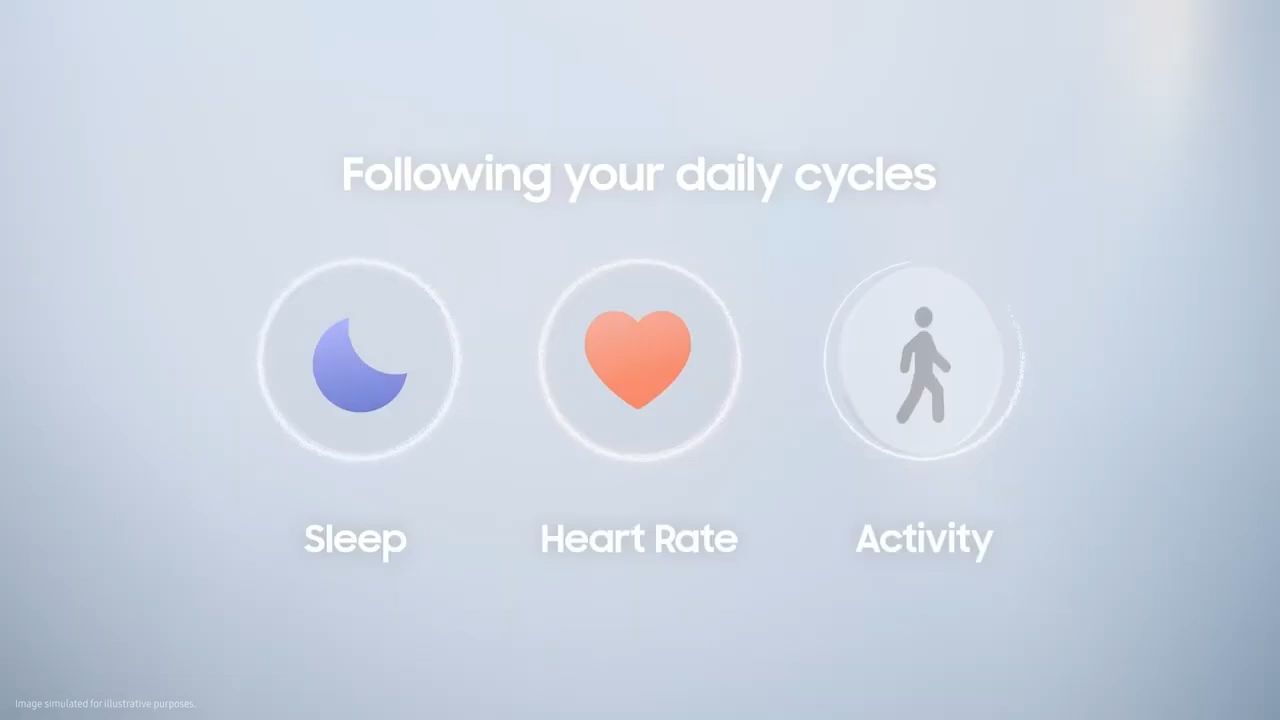 Following your daily cycles
Sleep
Heart Rate
Activity
Image simulated for illustrative purposes.